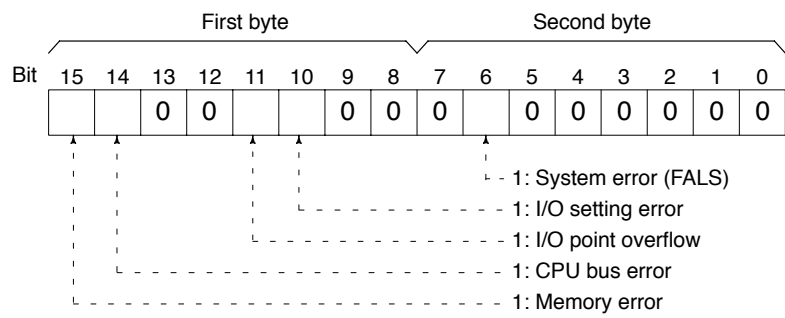 First byte Second byte
Bit 15 14 13 12 11 10 9 8 7 6 5 4 3 2 1 0
0 0 0 0 0 0 0 0 0 0 0
1: System error (FALS)
1: I/O setting error
1: I/O point overflow
1: CPU bus error
1: Memory error